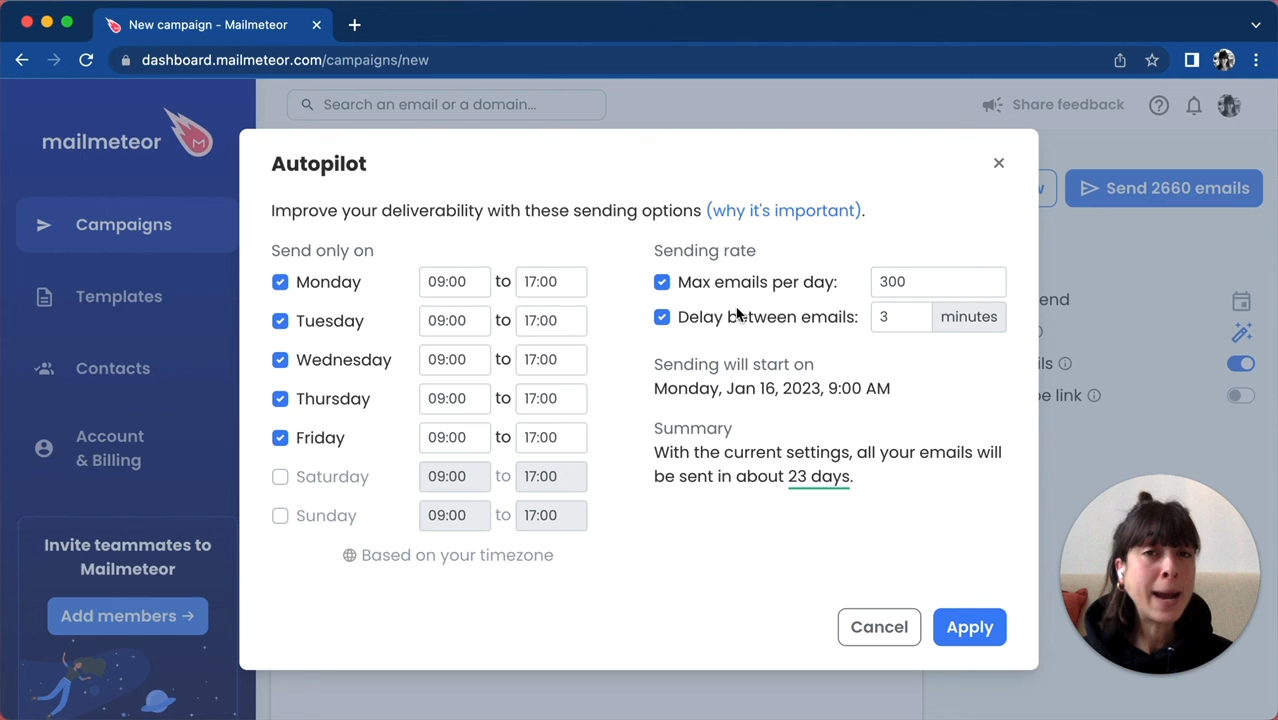 New campaign - Mailmeteor
dashboard.mailmeteor.com/campaigns/new
mailmeteor
Search an email or a domain...
Share feedback
Campaigns
Templates
Contacts
Account
& Billing
Invite teammates to
Mailmeteor
Add members →
Send 2660 emails
end
ils
e link
Autopilot
Improve your deliverability with these sending options (why it's important).
Send only on
Monday 09:00 to 17:00
Tuesday 09:00 to 17:00
Wednesday 09:00 to 17:00
Thursday 09:00 to 17:00
Friday 09:00 to 17:00
Saturday 09:00 to 17:00
Sunday 09:00 to 17:00
Based on your timezone
Sending rate
Max emails per day: 300
Delay between emails: 3 minutes
Sending will start on
Monday, Jan 16, 2023, 9:00 AM
Summary
With the current settings, all your emails will
be sent in about 23 days.
Cancel
Apply